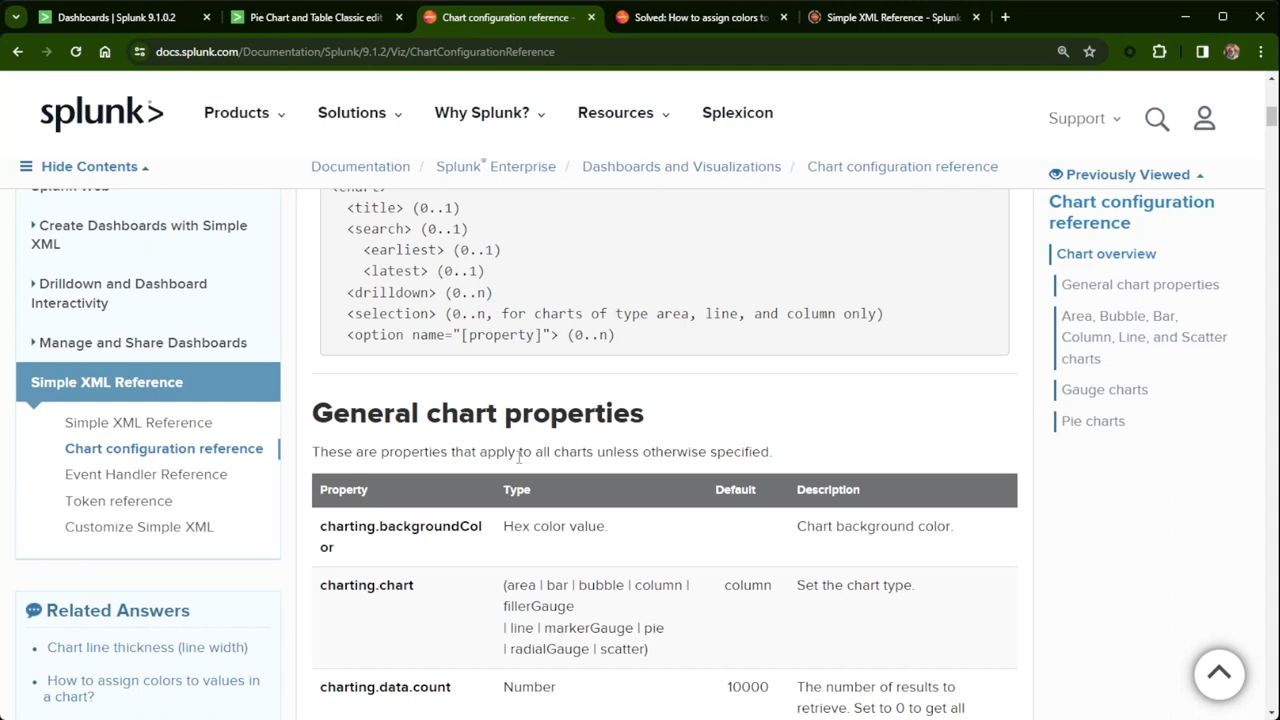 Dashboards | Splunk 9.1.0.2
Pie Chart and Table Classic edit
Chart configuration reference -
Solved: How to assign colors to
Simple XML Reference - Splunk
docs.splunk.com/Documentation/Splunk/9.1.2/Viz/ChartConfigurationReference
splunk>
Products
Solutions
Why Splunk?
Resources
Splexicon
Support
Hide Contents
Documentation / Splunk® Enterprise / Dashboards and Visualizations / Chart configuration reference
Previously Viewed
Splunk Web
Create Dashboards with Simple
XML
Drilldown and Dashboard
Interactivity
Manage and Share Dashboards
Simple XML Reference
Simple XML Reference
Chart configuration reference
Event Handler Reference
Token reference
Customize Simple XML
Related Answers
• Chart line thickness (line width)
• How to assign colors to values in
a chart?
<chart>
<title> (0..1)
<search> (0..1)
<earliest> (0..1)
<latest> (0..1)
<drilldown> (0..n)
<selection> (0..n, for charts of type area, line, and column only)
<option name="[property]"> (0..n)
General chart properties
These are properties that apply to all charts unless otherwise specified.
Property Type Default Description
charting.backgroundCol Hex color value. Chart background color.
or
charting.chart (area | bar | bubble | column | column Set the chart type.
fillerGauge
| line | markerGauge | pie
| radialGauge | scatter)
charting.data.count Number 10000 The number of results to
retrieve. Set to 0 to get all
Chart configuration
reference
Chart overview
General chart properties
Area, Bubble, Bar,
Column, Line, and Scatter
charts
Gauge charts
Pie charts